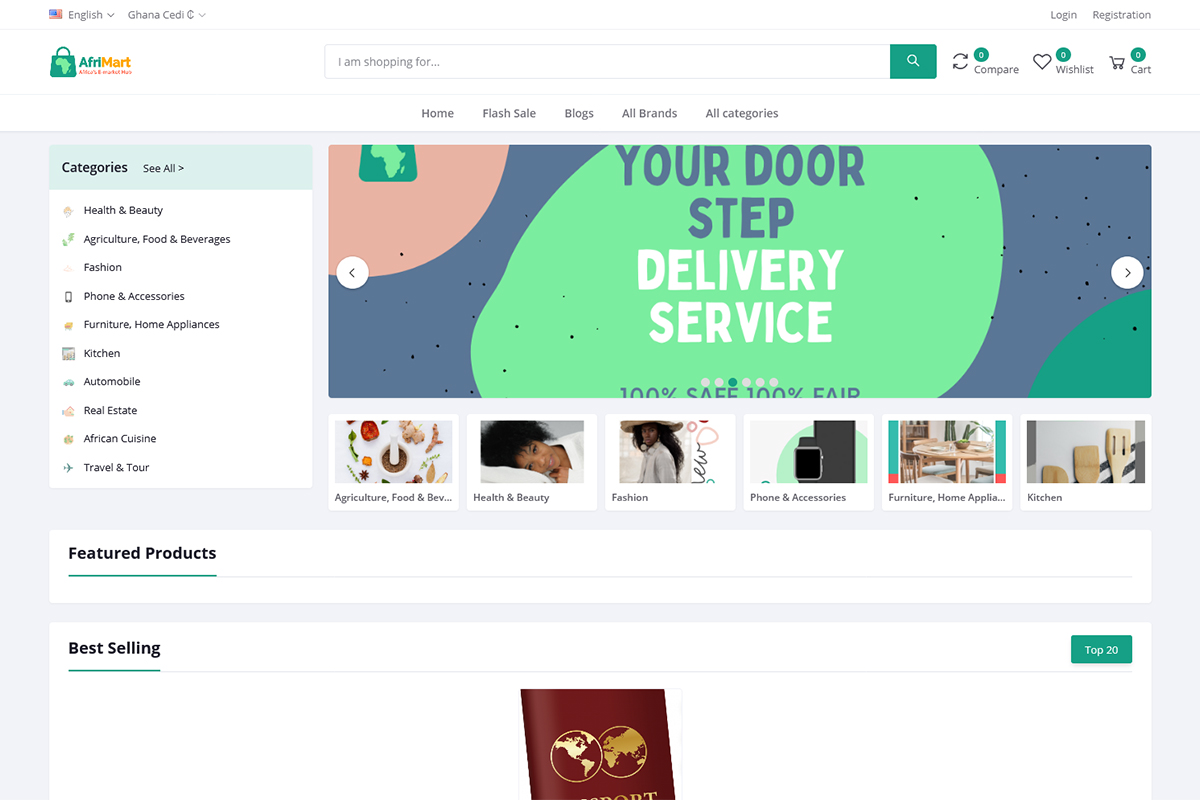 English
Ghana Cedi ₵
Login
Registration
AfriMart
Africa's E-market Hub
I am shopping for...
0
Compare
0
Wishlist
0
Cart
Home
Flash Sale
Blogs
All Brands
All categories
Categories
See All >
Health & Beauty
Agriculture, Food & Beverages
Fashion
Phone & Accessories
Furniture, Home Appliances
Kitchen
Automobile
Real Estate
African Cuisine
Travel & Tour
YOUR DOOR
STEP
DELIVERY
SERVICE
100% SAFE 100% FAIR
Agriculture, Food & Bev...
Health & Beauty
Fashion
Phone & Accessories
Furniture, Home Applia...
Kitchen
new
Featured Products
Best Selling
Top 20
PASSPORT